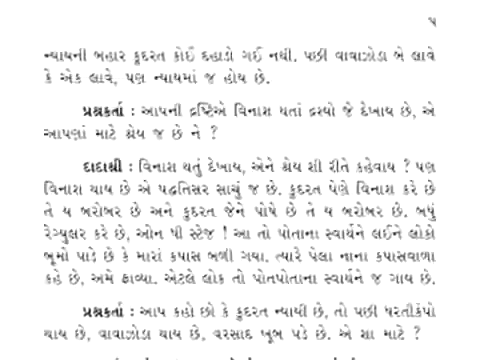 ૫
ન્યાયની બહાર કુદરત કોઈ દહાડો ગઈ નથી. પછી વાવાઝોડા બે લાવે
કે એક લાવે, પણ ન્યાયમાં જ હોય છે.
પ્રશ્નકર્તા : આપની દ્રષ્ટિએ વિનાશ થતાં દ્રશ્યો જે દેખાય છે, એ
આપણાં માટે શ્રેય જ છે ને ?
દાદાશ્રી : વિનાશ થતું દેખાય, એને શ્રેય શી રીતે કહેવાય ? પણ
વિનાશ થાય છે એ પદ્ધતિસર સાચું જ છે. કુદરત પેણે વિનાશ કરે છે
તે ય બરોબર છે અને કુદરત જેને પોષે છે તે ય બરોબર છે. બધું
રેગ્યુલર કરે છે, ઓન ધી સ્ટેજ ! આ તો પોતાના સ્વાર્થને લઈને લોકો
બૂમો પાડે છે કે મારાં કપાસ બળી ગયા. ત્યારે પેલા નાના કપાસવાળા
કહે છે, અમે ફાવ્યા. એટલે લોક તો પોતપોતાના સ્વાર્થને જ ગાય છે.
પ્રશ્નકર્તા : આપ કહો છો કે કુદરત ન્યાયી છે, તો પછી ધરતીકંપો
થાય છે, વાવાઝોડા થાય છે, વરસાદ ખૂબ પડે છે. એ શા માટે ?